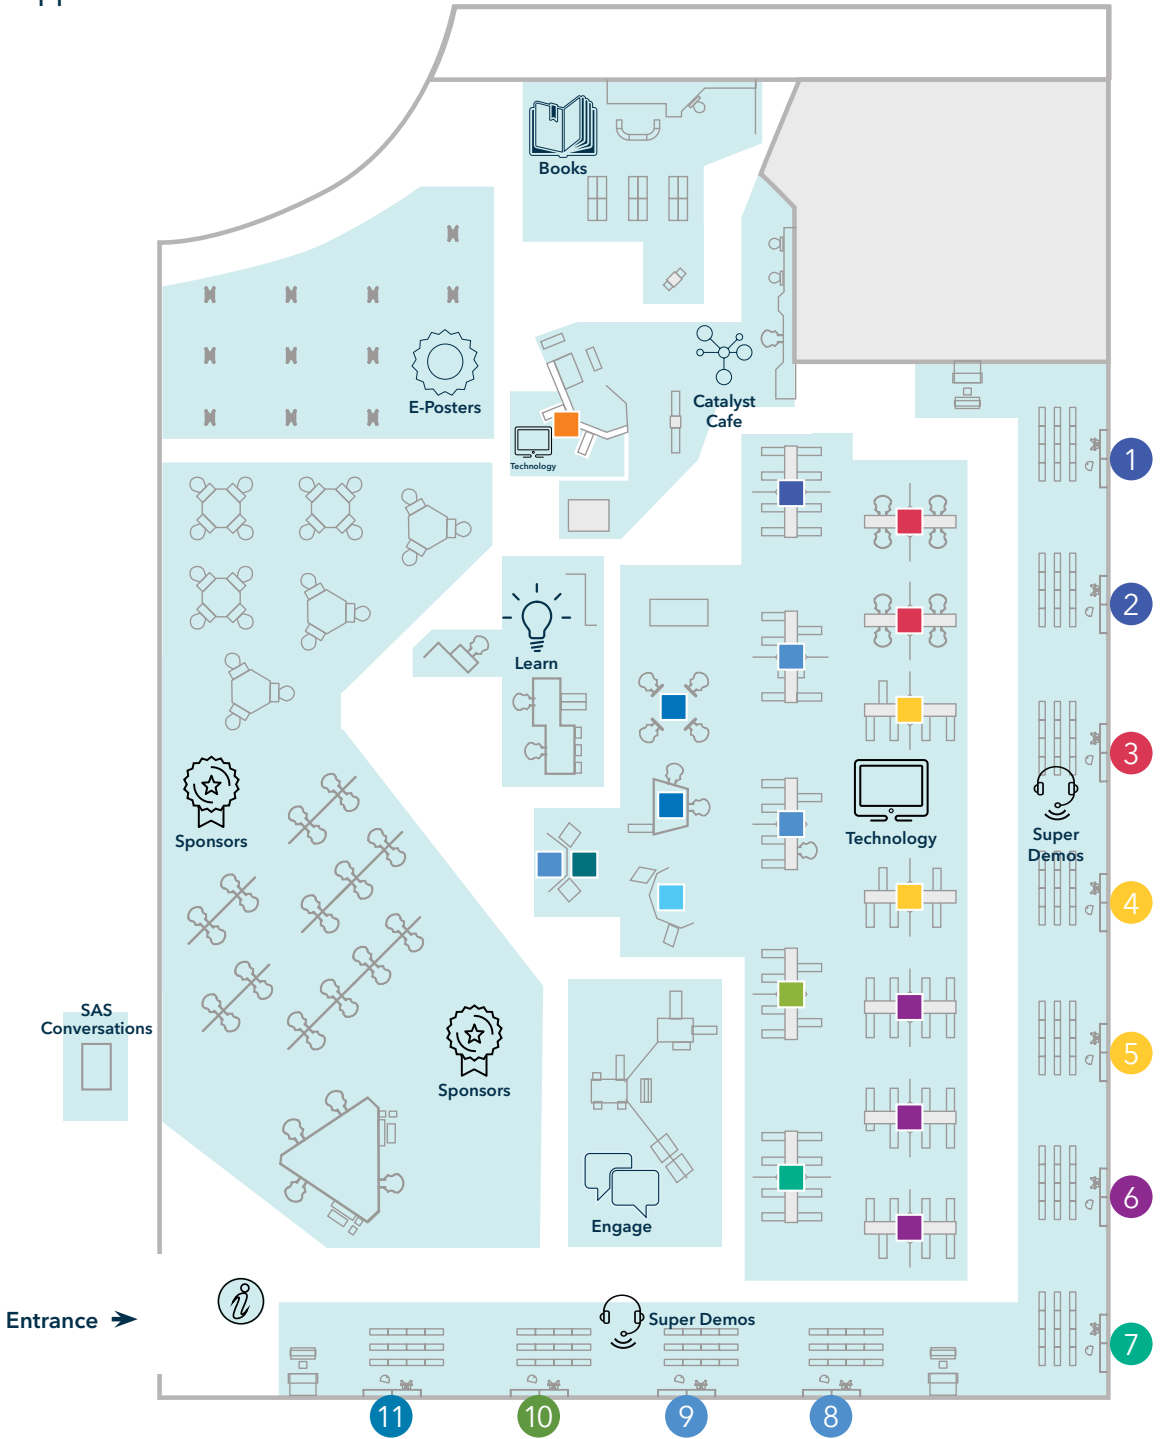 Books
E-Posters
Catalyst
Cafe
Technology
1
2
Learn
3
Sponsors
Technology
Super
Demos
4
SAS
Conversations
5
Sponsors
6
Engage
Entrance
Super Demos
7
11
10
9
8